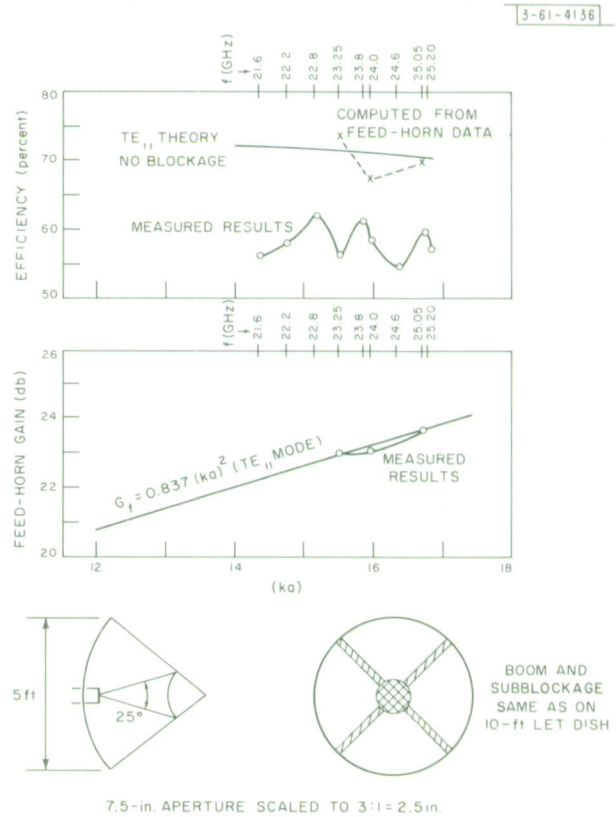 3-61-4136
f(GHz)
21.6
22.2
22.8
23.25
23.8
24.0
24.6
25.05
25.20
80
70
60
50
EFFICIENCY (percent)
TE₁₁ THEORY
NO BLOCKAGE
COMPUTED FROM
FEED-HORN DATA
MEASURED RESULTS
f(GHz)
21.6
22.2
22.8
23.25
23.8
24.0
24.6
25.05
25.20
26
24
22
20
FEED-HORN GAIN (db)
G_f = 0.837 (ka)² (TE₁₁ MODE)
MEASURED
RESULTS
12
14
16
18
(ka)
5 ft
25°
BOOM AND
SUBBLOCKAGE
SAME AS ON
10-ft LET DISH
7.5-in. APERTURE SCALED TO 3:1 = 2.5 in.